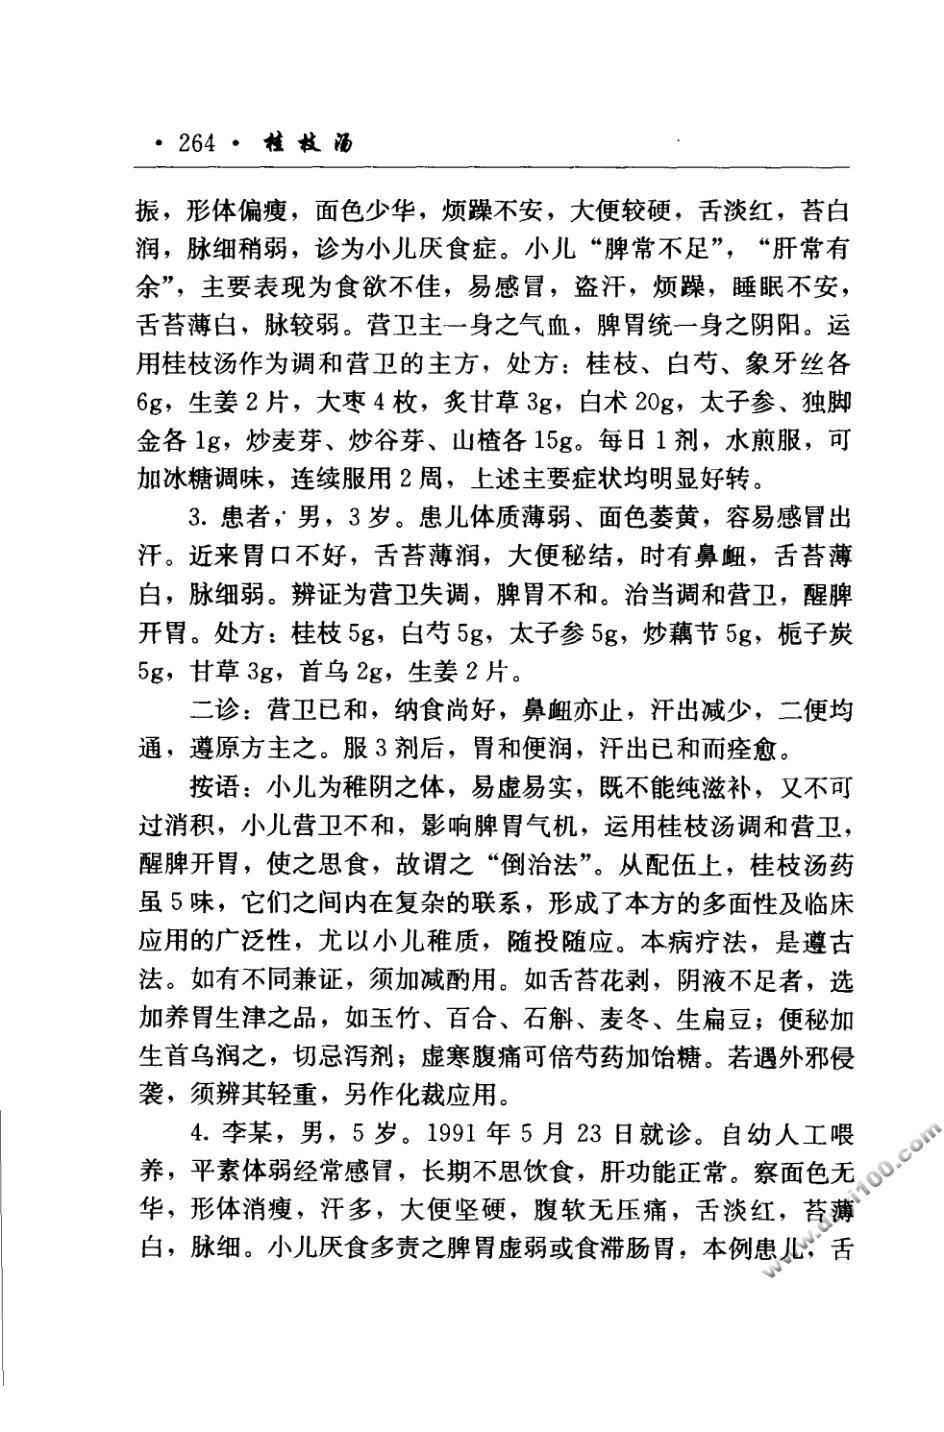 ·264· 桂枝汤
振，形体偏瘦，面色少华，烦躁不安，大便较硬，舌淡红，苔白
润，脉细稍弱，诊为小儿厌食症。小儿“脾常不足”，“肝常有
余”，主要表现为食欲不佳，易感冒，盗汗，烦躁，睡眠不安，
舌苔薄白，脉较弱。营卫主一身之气血，脾胃统一身之阴阳。运
用桂枝汤作为调和营卫的主方，处方：桂枝、白芍、象牙丝各
6g，生姜2片，大枣4枚，炙甘草3g，白术20g，太子参、独脚
金各1g，炒麦芽、炒谷芽、山楂各15g。每日1剂，水煎服，可
加冰糖调味，连续服用2周，上述主要症状均明显好转。
3. 患者，男，3岁。患儿体质薄弱、面色萎黄，容易感冒出
汗。近来胃口不好，舌苔薄润，大便秘结，时有鼻衄，舌苔薄
白，脉细弱。辨证为营卫失调，脾胃不和。治当调和营卫，醒脾
开胃。处方：桂枝5g，白芍5g，太子参5g，炒藕节5g，栀子炭
5g，甘草3g，首乌2g，生姜2片。
二诊：营卫已和，纳食尚好，鼻衄亦止，汗出减少，二便均
通，遵原方主之。服3剂后，胃和便润，汗出已和而痊愈。
按语：小儿为稚阴之体，易虚易实，既不能纯滋补，又不可
过消积，小儿营卫不和，影响脾胃气机，运用桂枝汤调和营卫，
醒脾开胃，使之思食，故谓之“倒治法”。从配伍上，桂枝汤药
虽5味，它们之间内在复杂的联系，形成了本方的多面性及临床
应用的广泛性，尤以小儿稚质，随投随应。本病疗法，是遵古
法。如有不同兼证，须加减酌用。如舌苔花剥，阴液不足者，选
加养胃生津之品，如玉竹、百合、石斛、麦冬、生扁豆；便秘加
生首乌润之，切忌泻剂；虚寒腹痛可倍芍药加饴糖。若遇外邪侵
袭，须辨其轻重，另作化裁应用。
4. 李某，男，5岁。1991年5月23日就诊。自幼人工喂
养，平素体弱经常感冒，长期不思饮食，肝功能正常。察面色无
华，形体消瘦，汗多，大便坚硬，腹软无压痛，舌淡红，苔薄
白，脉细。小儿厌食多责之脾胃虚弱或食滞肠胃，本例患儿，舌